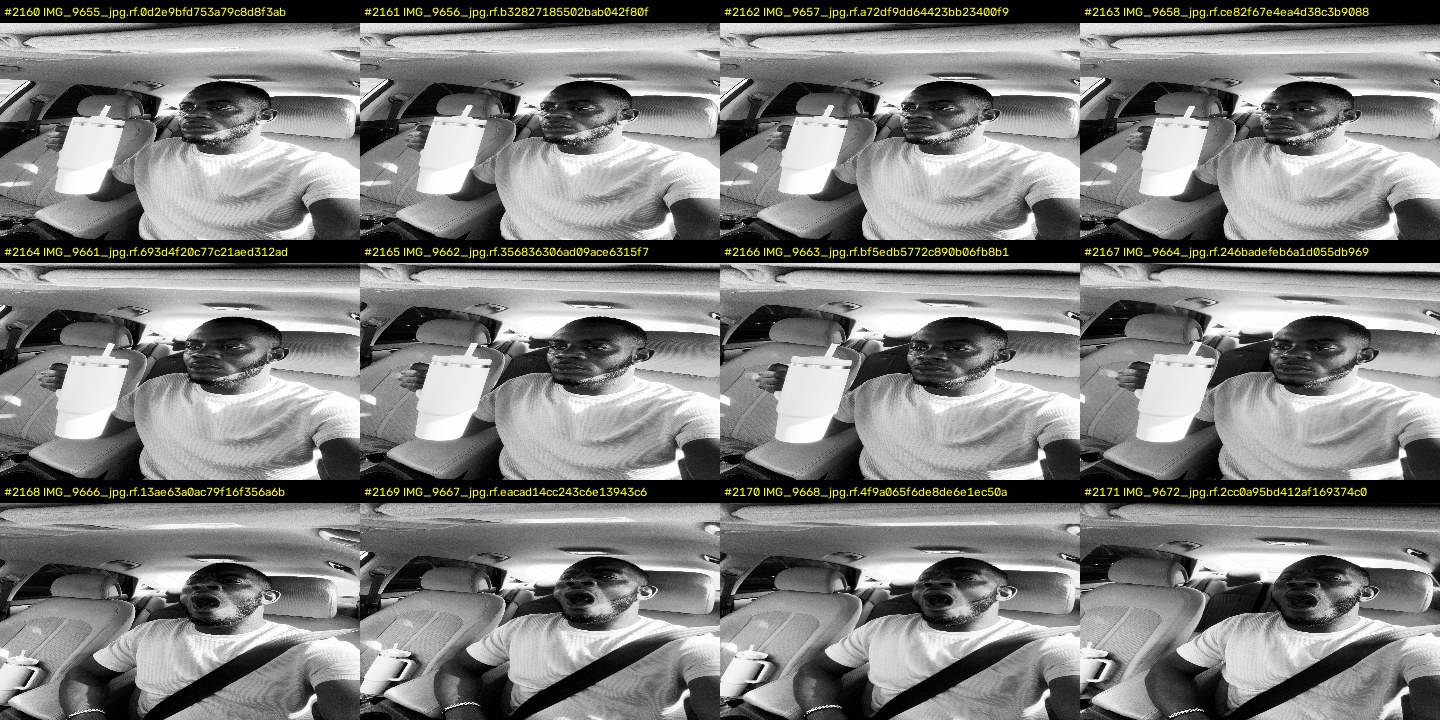 #2160 IMG_9655_jpg.rf.0d2e9bfd753a79c8d8f3ab
#2161 IMG_9656_jpg.rf.b32827185502bab042f80f
#2162 IMG_9657_jpg.rf.a72df9dd64423bb23400f9
#2163 IMG_9658_jpg.rf.ce82f67e4ea4d38c3b9088
#2164 IMG_9661_jpg.rf.693d4f20c77c21aed312ad
#2165 IMG_9662_jpg.rf.356836306ad09ace6315f7
#2166 IMG_9663_jpg.rf.bf5edb5772c890b06fb8b1
#2167 IMG_9664_jpg.rf.246badefeb6a1d055db969
#2168 IMG_9666_jpg.rf.13ae63a0ac79f16f356a6b
#2169 IMG_9667_jpg.rf.eacad14cc243c6e13943c6
#2170 IMG_9668_jpg.rf.4f9a065f6de8de6e1ec50a
#2171 IMG_9672_jpg.rf.2cc0a95bd412af169374c0